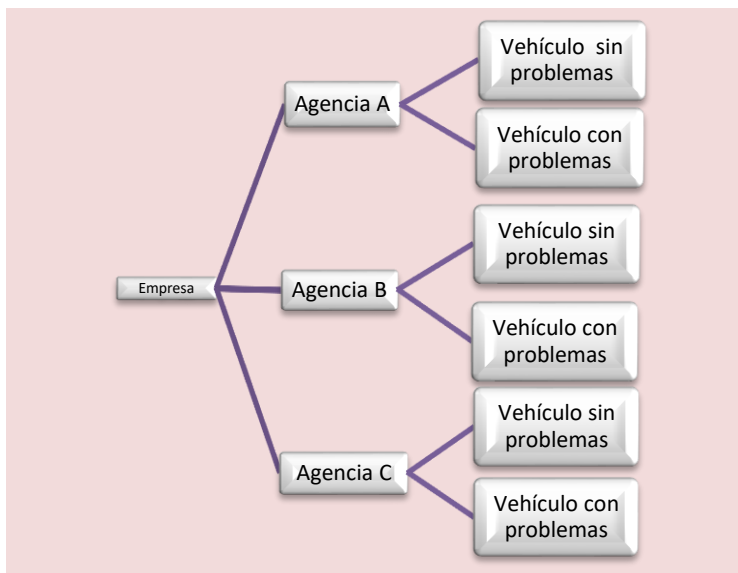 Empresa
Agencia A
Vehículo sin
problemas
Vehículo con
problemas
Agencia B
Vehículo sin
problemas
Vehículo con
problemas
Agencia C
Vehículo sin
problemas
Vehículo con
problemas